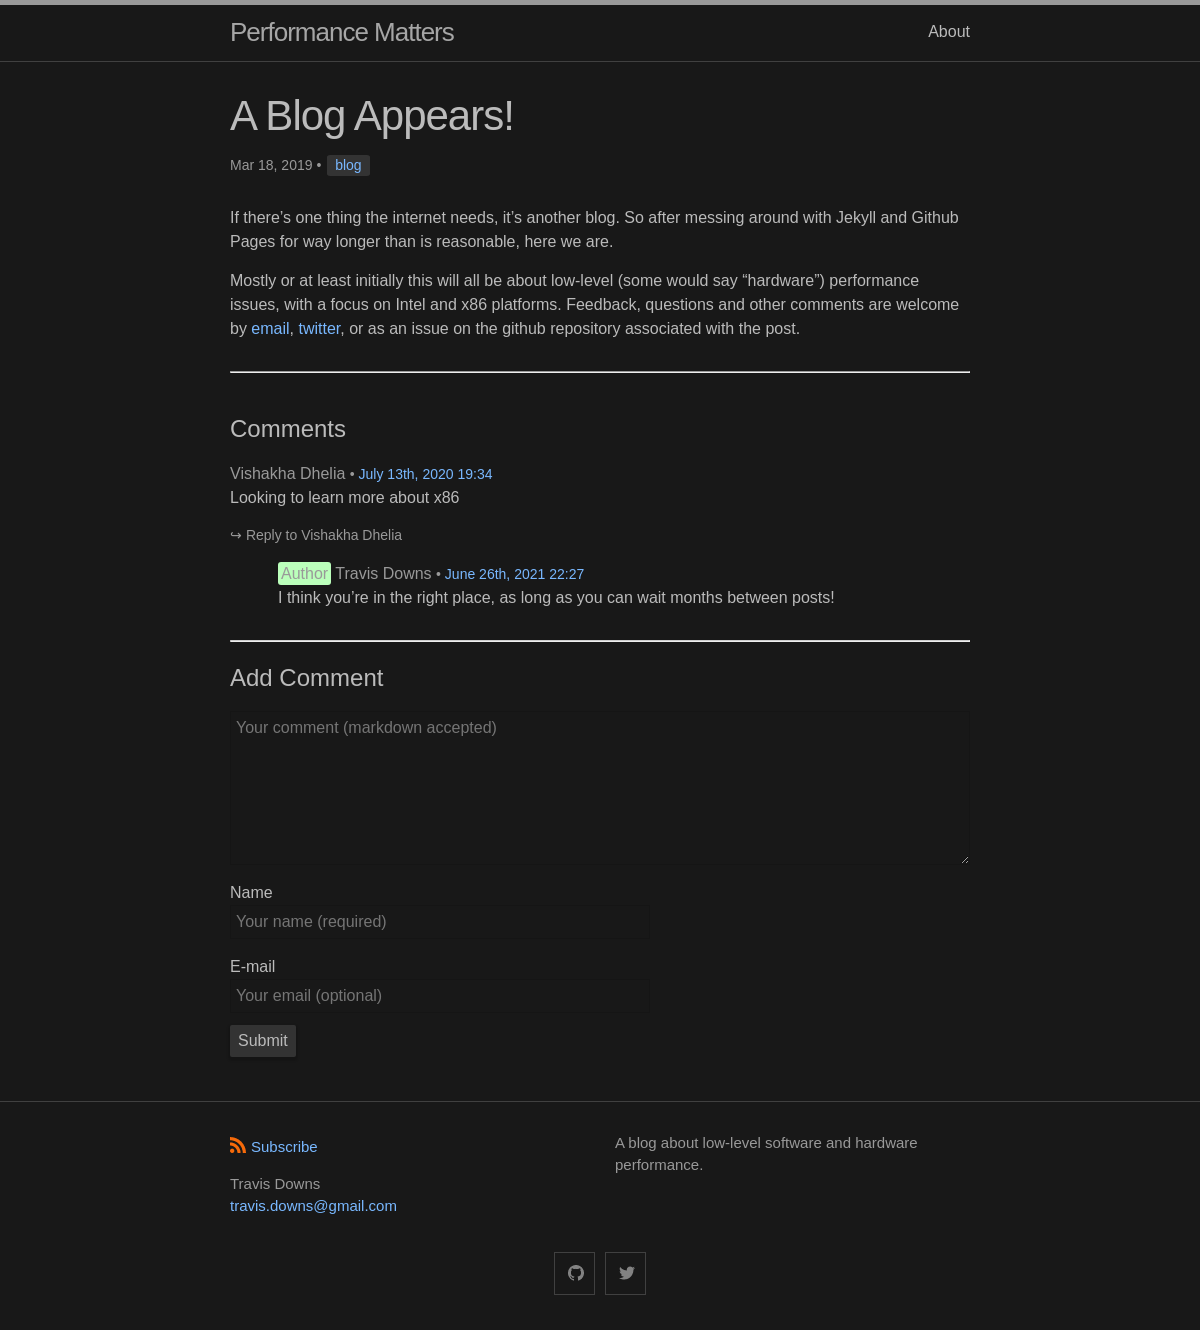 Performance Matters
About
A Blog Appears!
Mar 18, 2019 • blog
If there’s one thing the internet needs, it’s another blog. So after messing around with Jekyll and Github
Pages for way longer than is reasonable, here we are.
Mostly or at least initially this will all be about low-level (some would say “hardware”) performance
issues, with a focus on Intel and x86 platforms. Feedback, questions and other comments are welcome
by email, twitter, or as an issue on the github repository associated with the post.
Comments
Vishakha Dhelia • July 13th, 2020 19:34
Looking to learn more about x86
↪ Reply to Vishakha Dhelia
Author Travis Downs • June 26th, 2021 22:27
I think you’re in the right place, as long as you can wait months between posts!
Add Comment
Your comment (markdown accepted)
Name
Your name (required)
E-mail
Your email (optional)
Submit
Subscribe
Travis Downs
travis.downs@gmail.com
A blog about low-level software and hardware
performance.